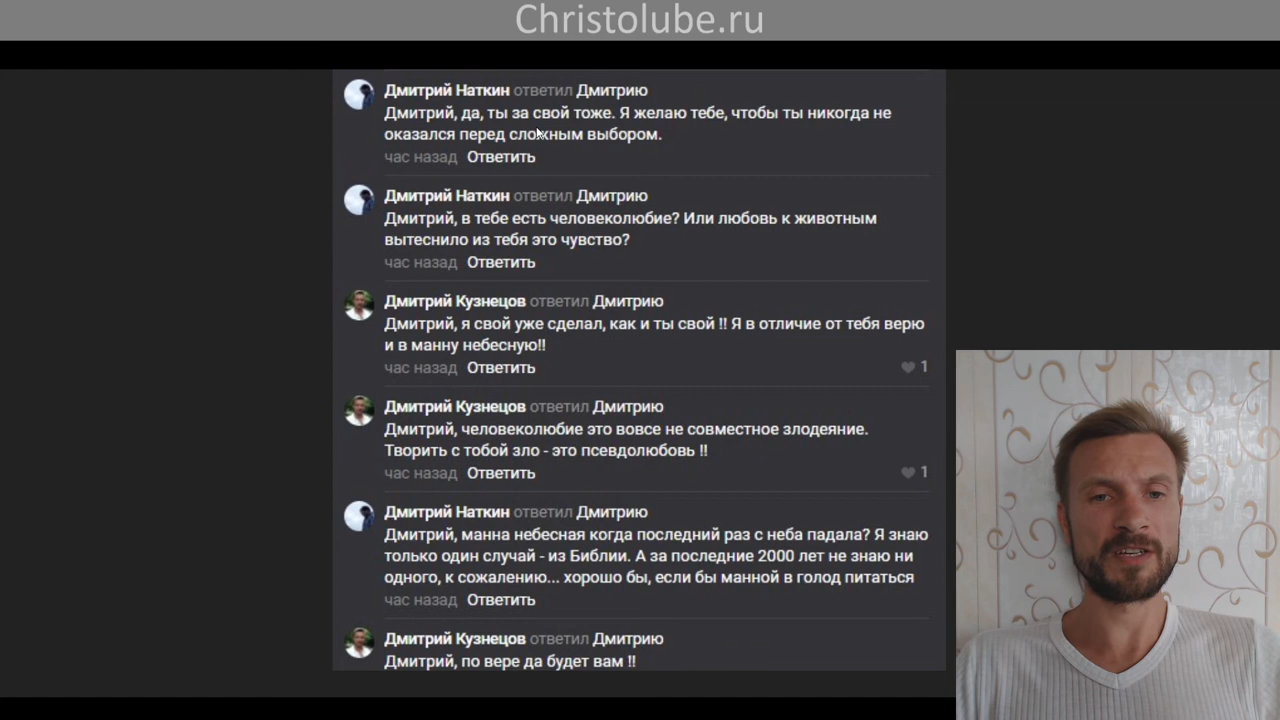 Christolube.ru
Дмитрий Наткин ответил Дмитрию
Дмитрий, да, ты за свой тоже. Я желаю тебе, чтобы ты никогда не
оказался перед сложным выбором.
час назад Ответить
Дмитрий Наткин ответил Дмитрию
Дмитрий, в тебе есть человеколюбие? Или любовь к животным
вытеснило из тебя это чувство?
час назад Ответить
Дмитрий Кузнецов ответил Дмитрию
Дмитрий, я свой уже сделал, как и ты свой !! Я в отличие от тебя верю
и в манну небесную!!
час назад Ответить 1
Дмитрий Кузнецов ответил Дмитрию
Дмитрий, человеколюбие это вовсе не совместное злодеяние.
Творить с тобой зло - это псевдолюбовь !!
час назад Ответить 1
Дмитрий Наткин ответил Дмитрию
Дмитрий, манна небесная когда последний раз с неба падала? Я знаю
только один случай - из Библии. А за последние 2000 лет не знаю ни
одного, к сожалению... хорошо бы, если бы манной в голод питаться
час назад Ответить
Дмитрий Кузнецов ответил Дмитрию
Дмитрий, по вере да будет вам !!